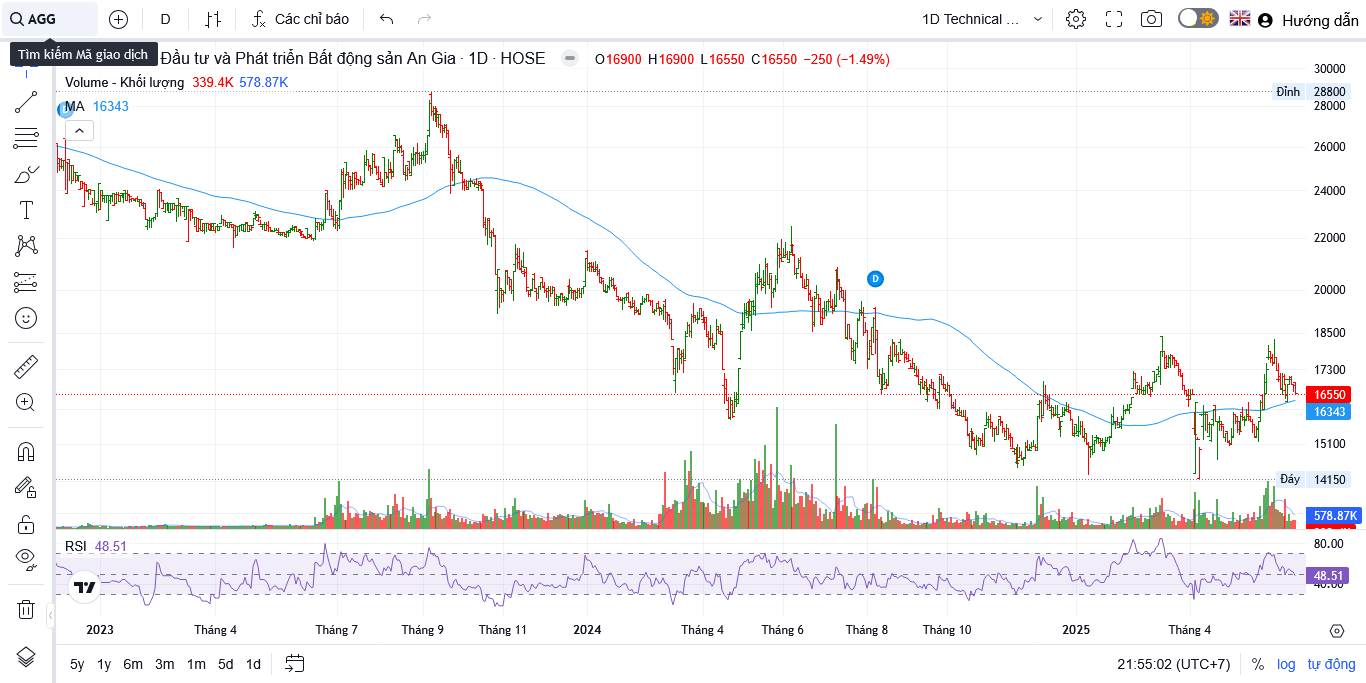 AGG
D
Các chỉ báo
1D Technical ...
Hướng dẫn
Tìm kiếm Mã giao dịch
Đầu tư và Phát triển Bất động sản An Gia · 1D · HOSE
O16900 H16900 L16550 C16550 −250 (−1.49%)
Volume - Khối lượng 339.4K 578.87K
MA 16343
30000
Đỉnh 28800
28000
26000
24000
22000
20000
18500
17300
16550
16343
15100
Đáy 14150
578.87K
D
RSI 48.51
80.00
48.51
40.00
2023 Tháng 4 Tháng 7 Tháng 9 Tháng 11 2024 Tháng 4 Tháng 6 Tháng 8 Tháng 10 2025 Tháng 4
5y 1y 6m 3m 1m 5d 1d
21:55:02 (UTC+7) % log tự động